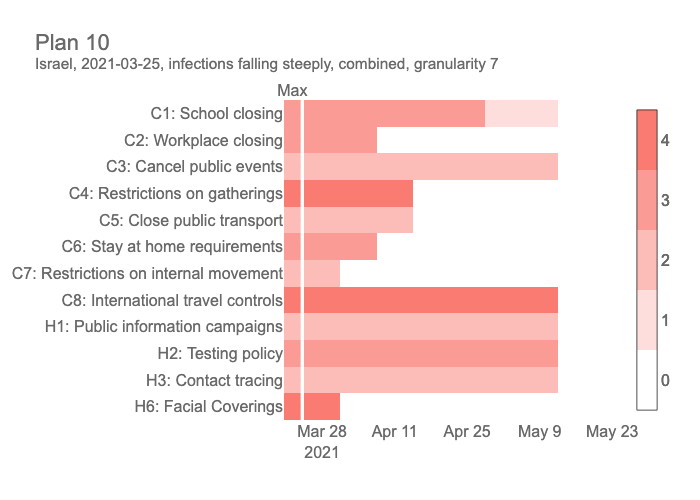 Plan 10
Israel, 2021-03-25, infections falling steeply, combined, granularity 7
Max
C1: School closing
C2: Workplace closing
C3: Cancel public events
C4: Restrictions on gatherings
C5: Close public transport
C6: Stay at home requirements
C7: Restrictions on internal movement
C8: International travel controls
H1: Public information campaigns
H2: Testing policy
H3: Contact tracing
H6: Facial Coverings
4
3
2
1
0
Mar 28 Apr 11 Apr 25 May 9 May 23
2021